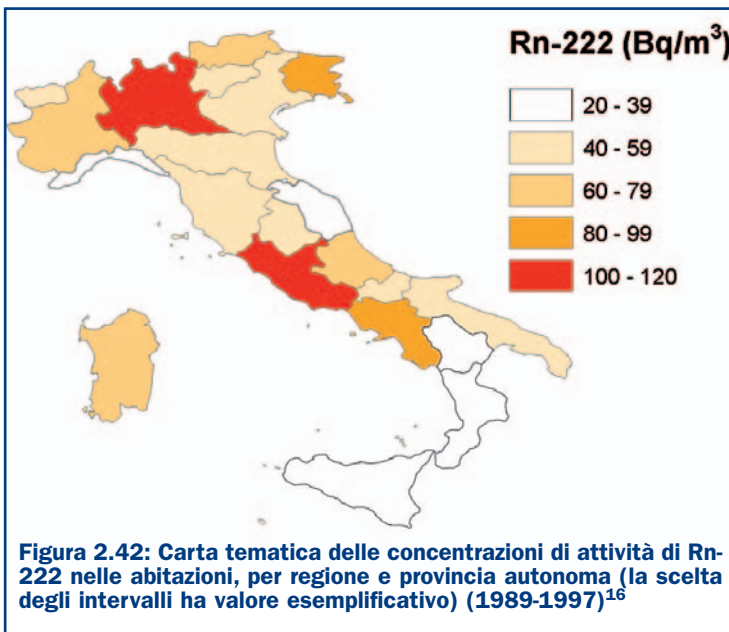 Rn-222 (Bq/m³)
20 - 39
40 - 59
60 - 79
80 - 99
100 - 120
Figura 2.42: Carta tematica delle concentrazioni di attività di Rn-
222 nelle abitazioni, per regione e provincia autonoma (la scelta
degli intervalli ha valore esemplificativo) (1989-1997)¹⁶